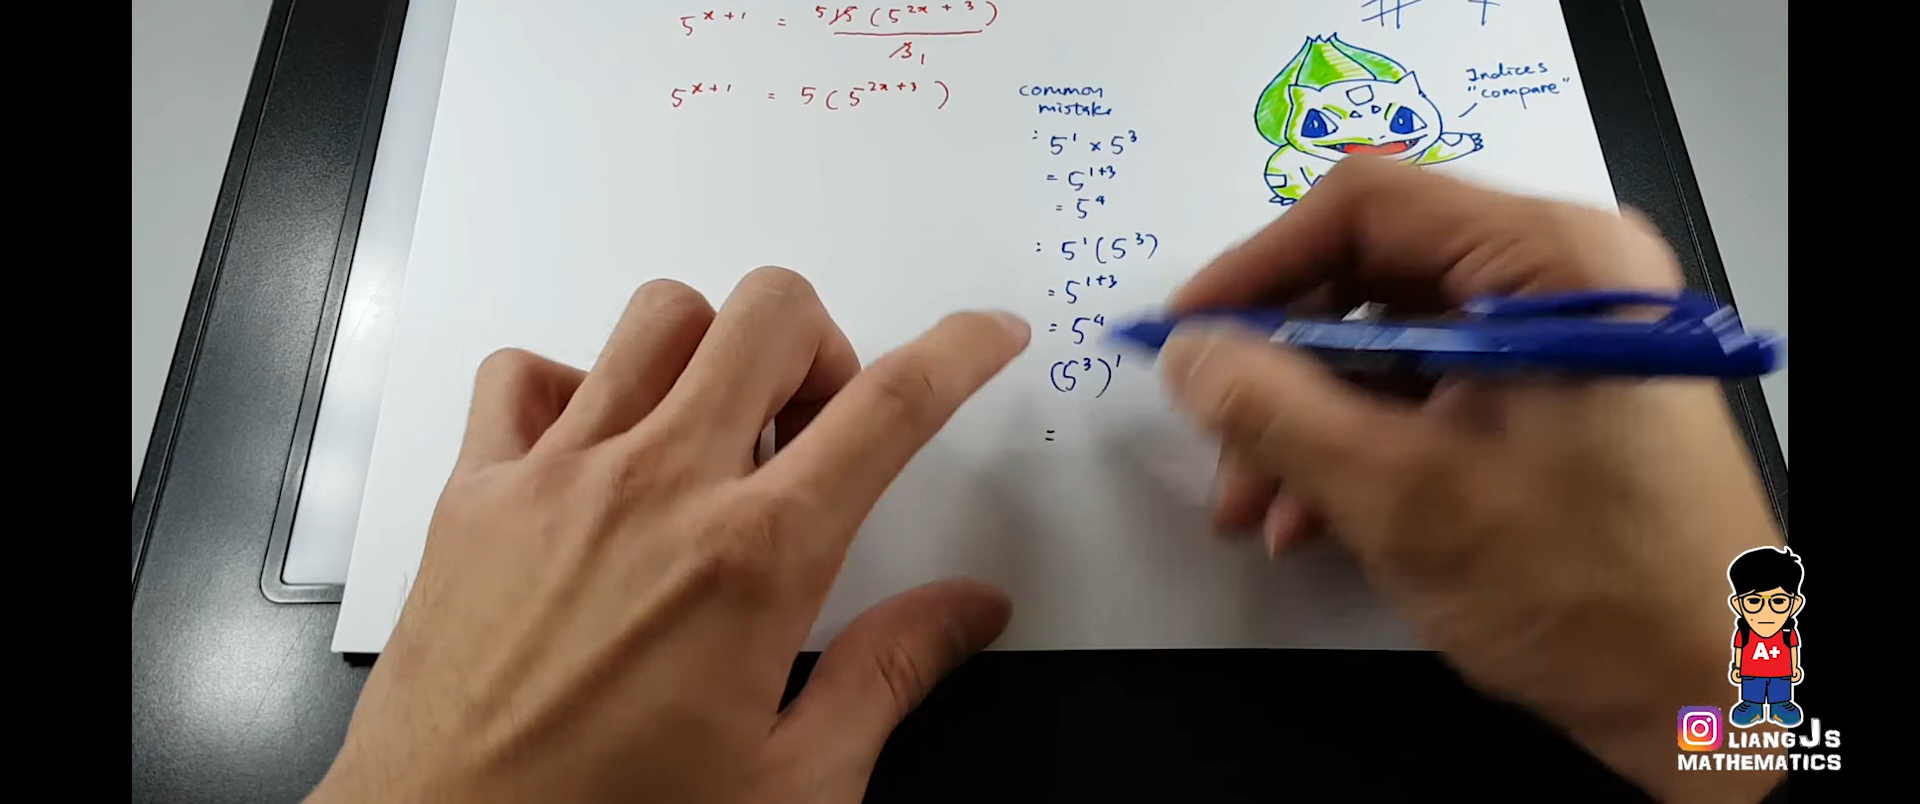 5^{x+1} = 5 15 (5^{2x+3})
3 1
5^{x+1} = 5 (5^{2x+3})
common
mistake
: 5^1 × 5^3
= 5^{1+3}
= 5^4
: 5^1 (5^3)
= 5^{1+3}
= 5^4
(5^3)^1
=
Indices
"compare"
A+
LIANGJS
MATHEMATICS